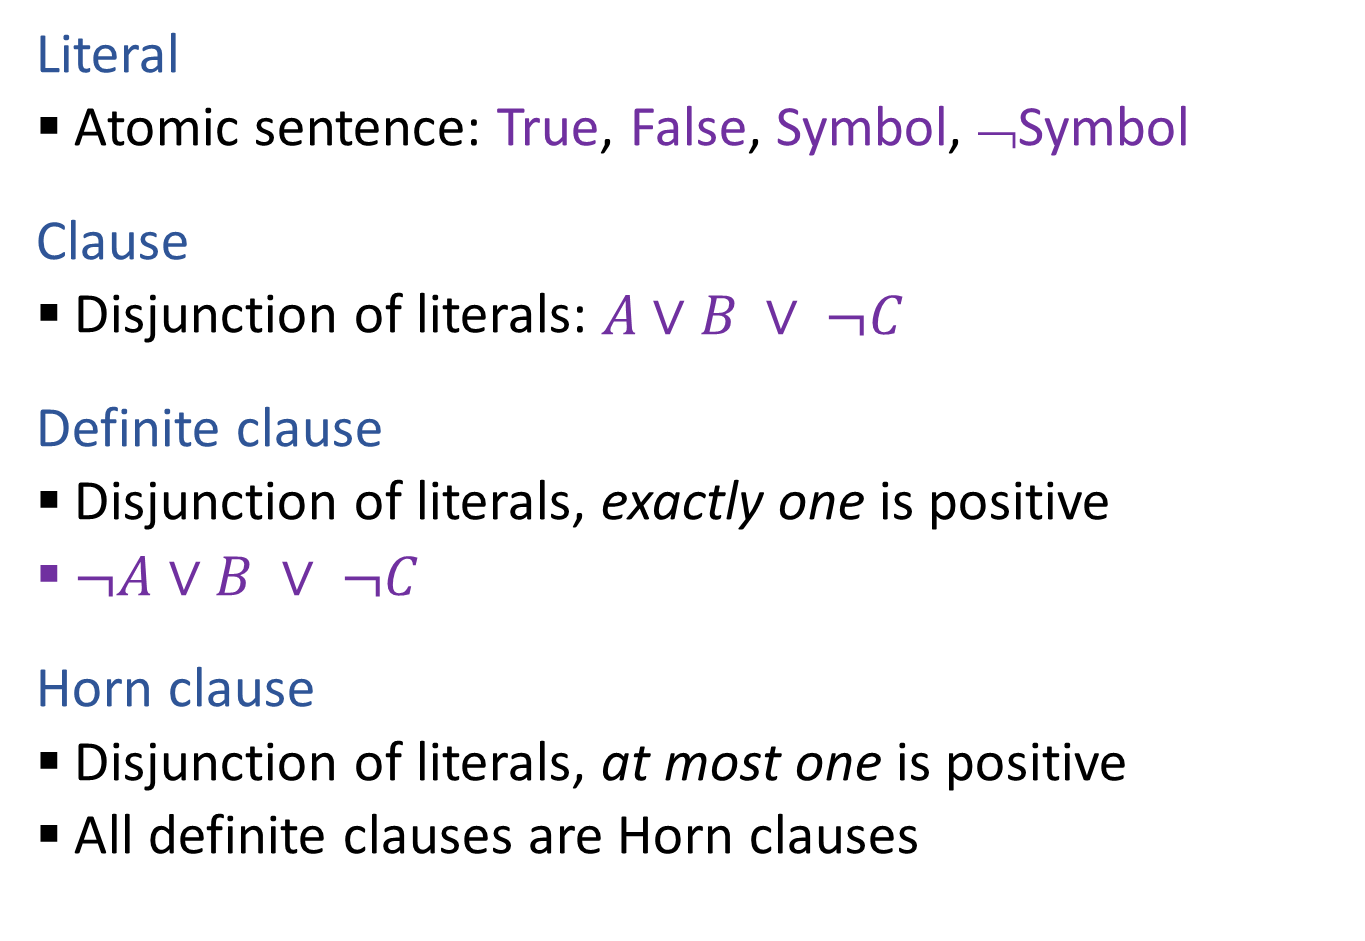 Literal
▪ Atomic sentence: True, False, Symbol, ¬Symbol
Clause
▪ Disjunction of literals: A ∨ B ∨ ¬C
Definite clause
▪ Disjunction of literals, exactly one is positive
▪ ¬A ∨ B ∨ ¬C
Horn clause
▪ Disjunction of literals, at most one is positive
▪ All definite clauses are Horn clauses